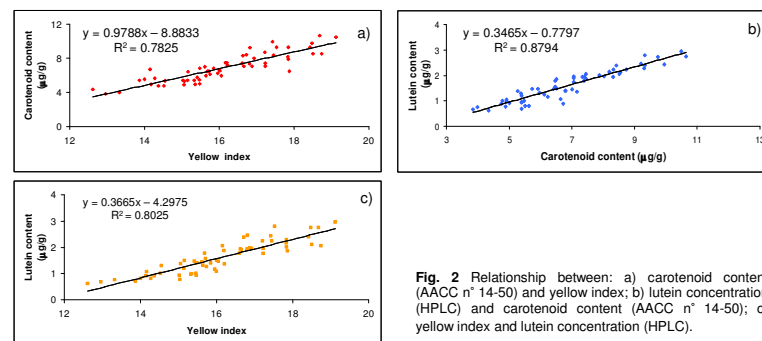 a)
y = 0.9788x – 8.8833
R² = 0.7825
Carotenoid content
(µg/g)
12
8
4
0
12 14 16 18 20
Yellow index
b)
y = 0.3465x – 0.7797
R² = 0.8794
Lutein content
(µg/g)
4
3
2
1
0
3 5 7 9 11 13
Carotenoid content (µg/g)
c)
y = 0.3665x – 4.2975
R² = 0.8025
Lutein content
(µg/g)
4
3
2
1
0
12 14 16 18 20
Yellow index
Fig. 2 Relationship between: a) carotenoid conten
(AACC n° 14-50) and yellow index; b) lutein concentration
(HPLC) and carotenoid content (AACC n° 14-50); c
yellow index and lutein concentration (HPLC).